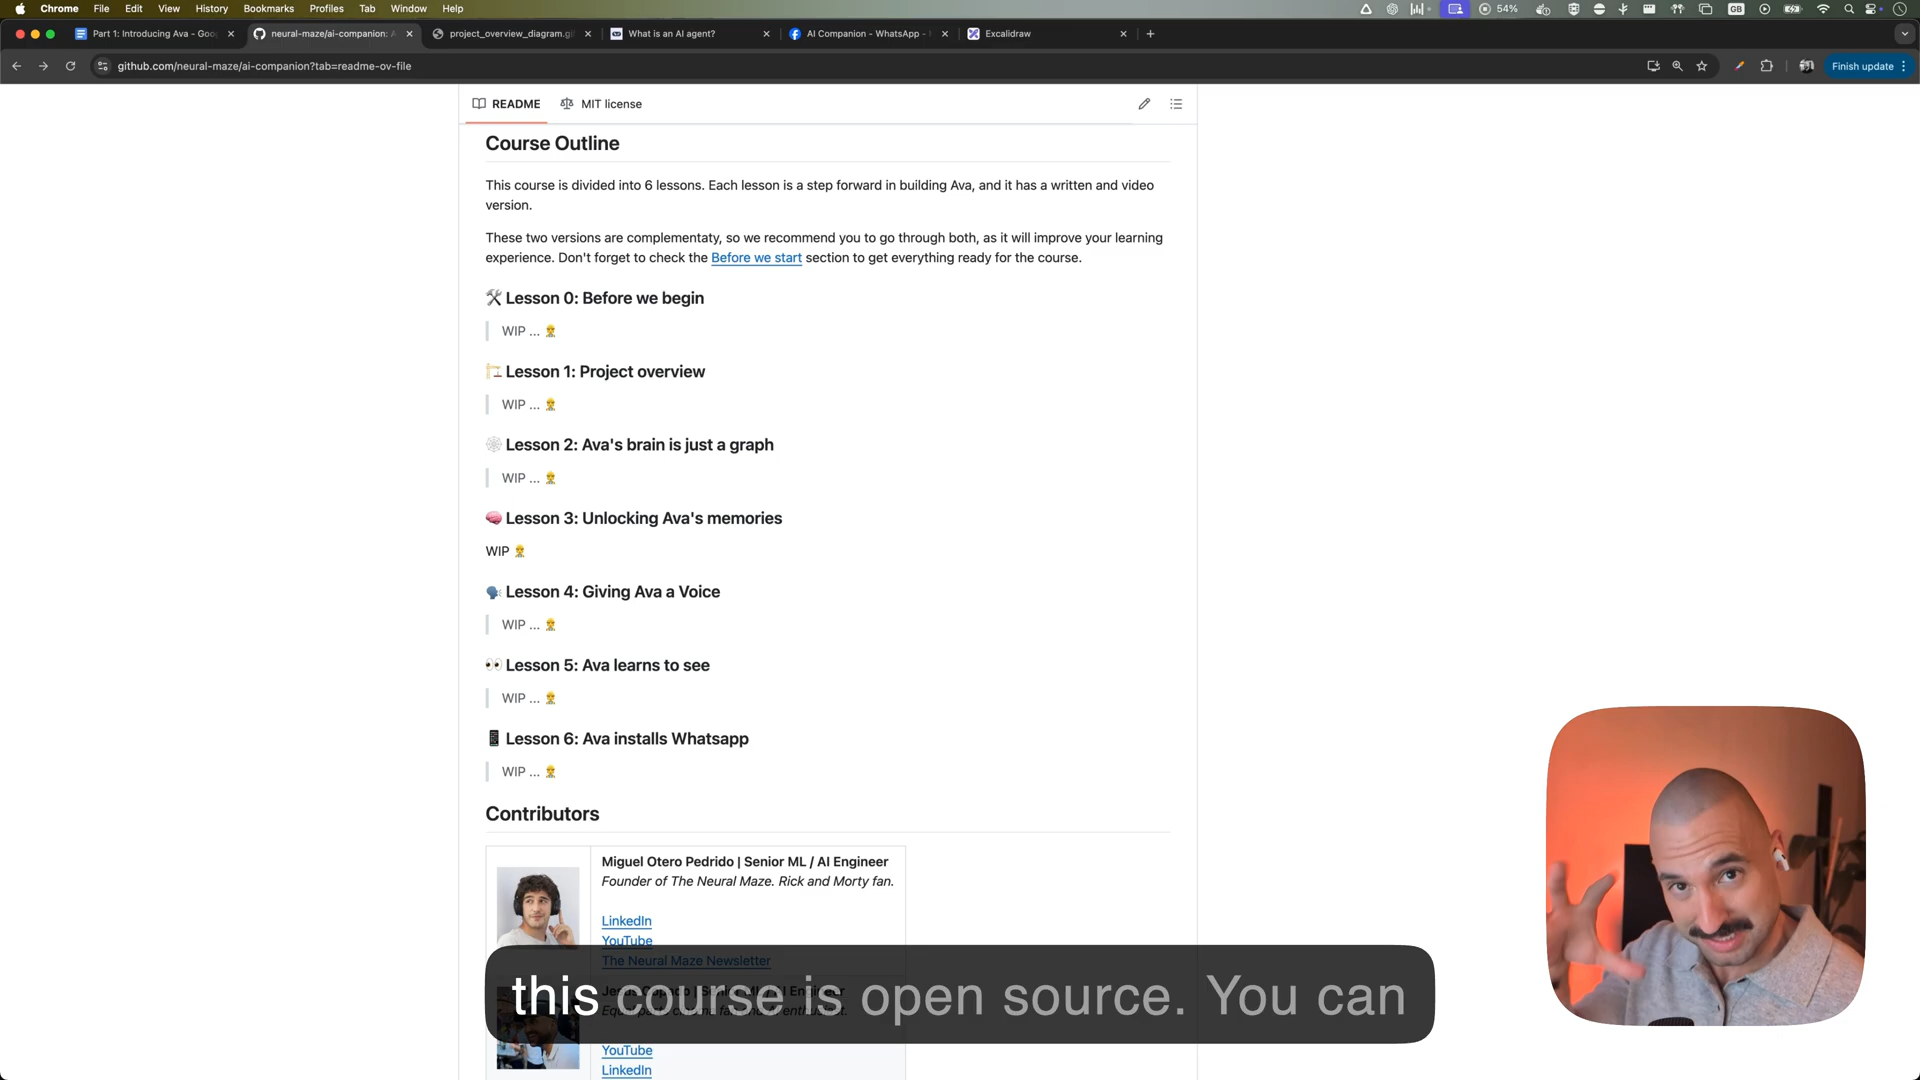 Chrome File Edit View History Bookmarks Profiles Tab Window Help 54% GB
Part 1: Introducing Ava - Goo
neural-maze/ai-companion: A
project_overview_diagram.gi
What is an AI agent?
AI Companion - WhatsApp -
Excalidraw
github.com/neural-maze/ai-companion?tab=readme-ov-file
Finish update
README MIT license
Course Outline
This course is divided into 6 lessons. Each lesson is a step forward in building Ava, and it has a written and video
version.
These two versions are complementaty, so we recommend you to go through both, as it will improve your learning
experience. Don't forget to check the Before we start section to get everything ready for the course.
🛠️ Lesson 0: Before we begin
WIP ... 👷
🏗️ Lesson 1: Project overview
WIP ... 👷
🕸️ Lesson 2: Ava's brain is just a graph
WIP ... 👷
🧠 Lesson 3: Unlocking Ava's memories
WIP 👷
🗣️ Lesson 4: Giving Ava a Voice
WIP ... 👷
👀 Lesson 5: Ava learns to see
WIP ... 👷
📱 Lesson 6: Ava installs Whatsapp
WIP ... 👷
Contributors
Miguel Otero Pedrido | Senior ML / AI Engineer
Founder of The Neural Maze. Rick and Morty fan.
LinkedIn
YouTube
The Neural Maze Newsletter
this course is open source. You can
YouTube
LinkedIn